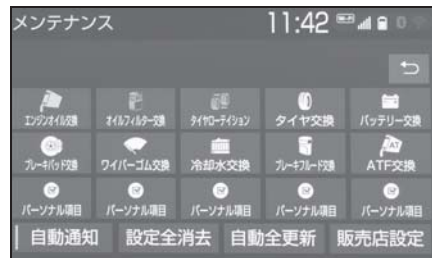 メンテナンス 11:42
エンジンオイル交換 オイルフィルター交換 タイヤローテイション タイヤ交換 バッテリー交換
ブレーキパッド交換 ワイパーゴム交換 冷却水交換 ブレーキフルード交換 ATF交換
パーソナル項目 パーソナル項目 パーソナル項目 パーソナル項目 パーソナル項目
自動通知 設定全消去 自動全更新 販売店設定